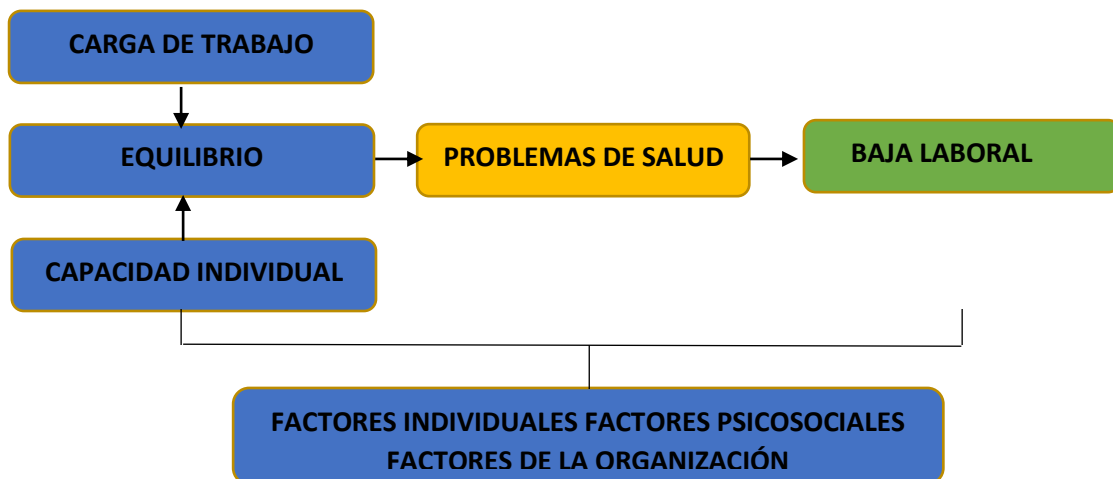 CARGA DE TRABAJO
EQUILIBRIO
PROBLEMAS DE SALUD
BAJA LABORAL
CAPACIDAD INDIVIDUAL
FACTORES INDIVIDUALES FACTORES PSICOSOCIALES
FACTORES DE LA ORGANIZACIÓN